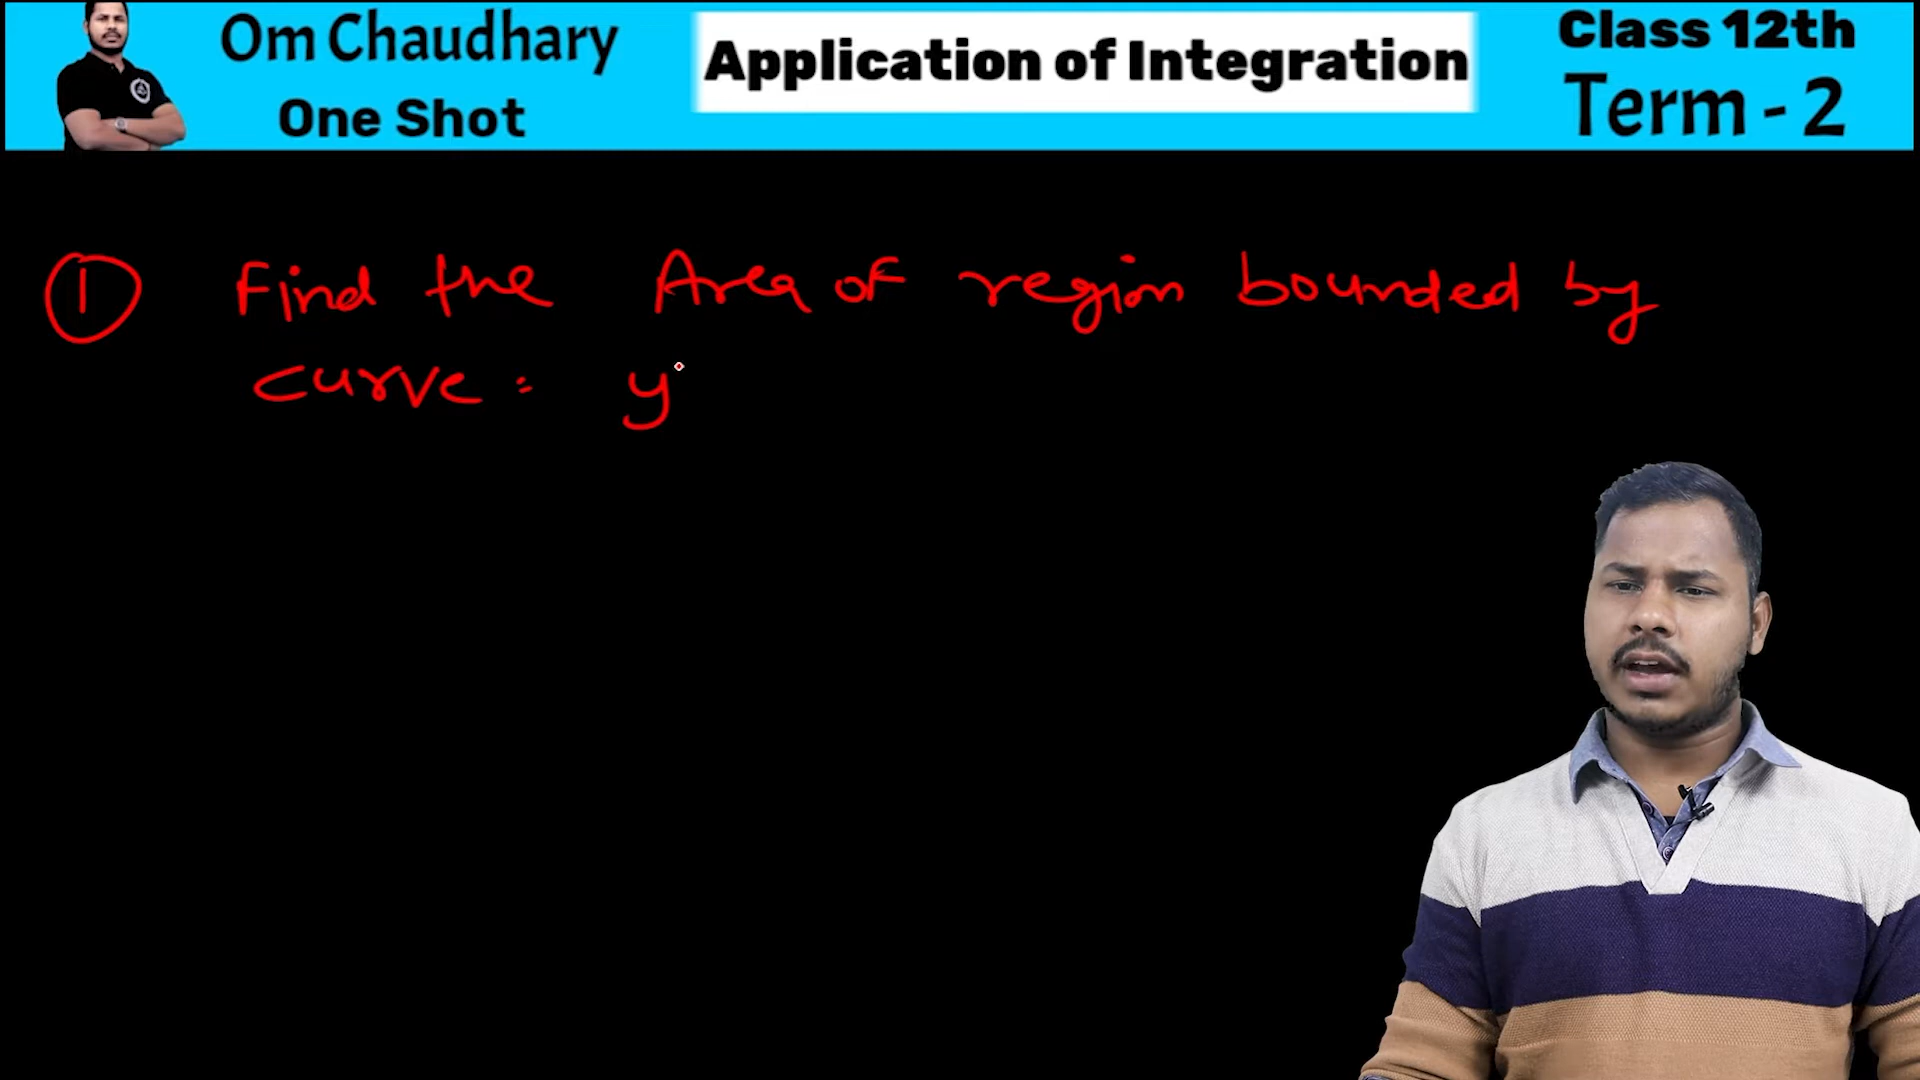 Om Chaudhary
One Shot
Application of Integration
Class 12th
Term - 2
① Find the Area of region bounded by
curve = y